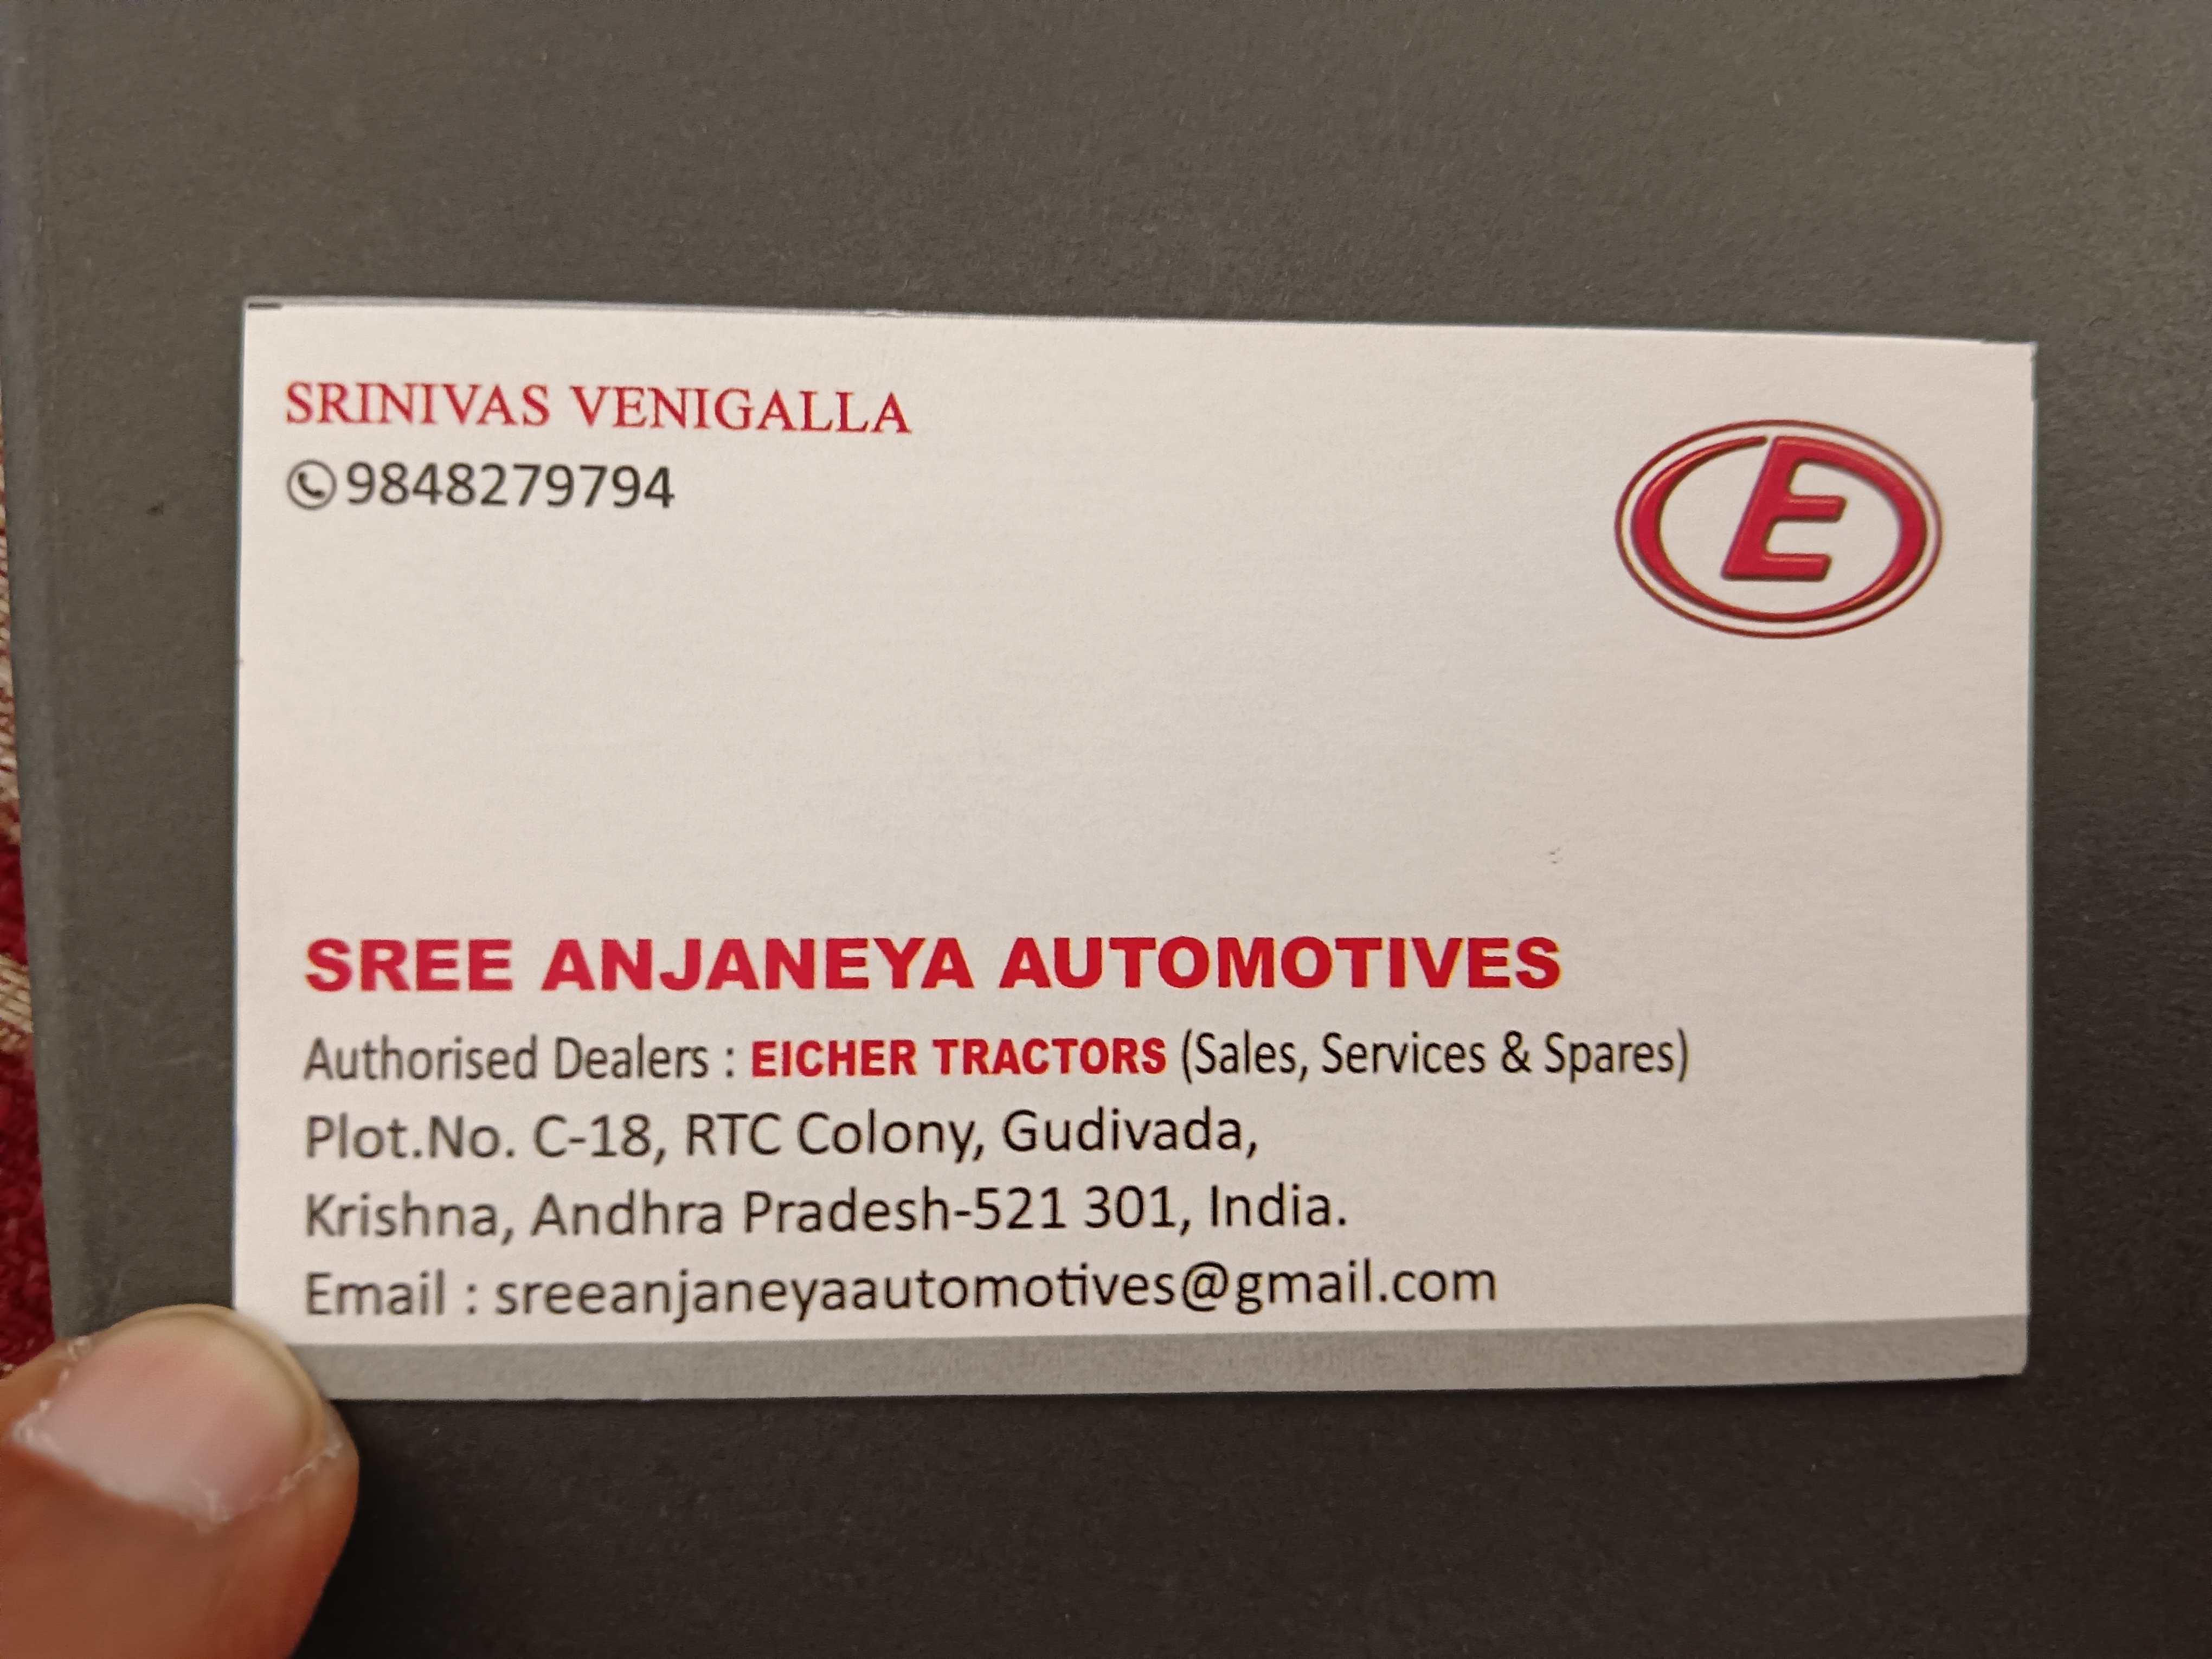 SRINIVAS VENIGALLA
9848279794
E
SREE ANJANEYA AUTOMOTIVES
Authorised Dealers : EICHER TRACTORS (Sales, Services & Spares)
Plot.No. C-18, RTC Colony, Gudivada,
Krishna, Andhra Pradesh-521 301, India.
Email : sreeanjaneyaautomotives@gmail.com